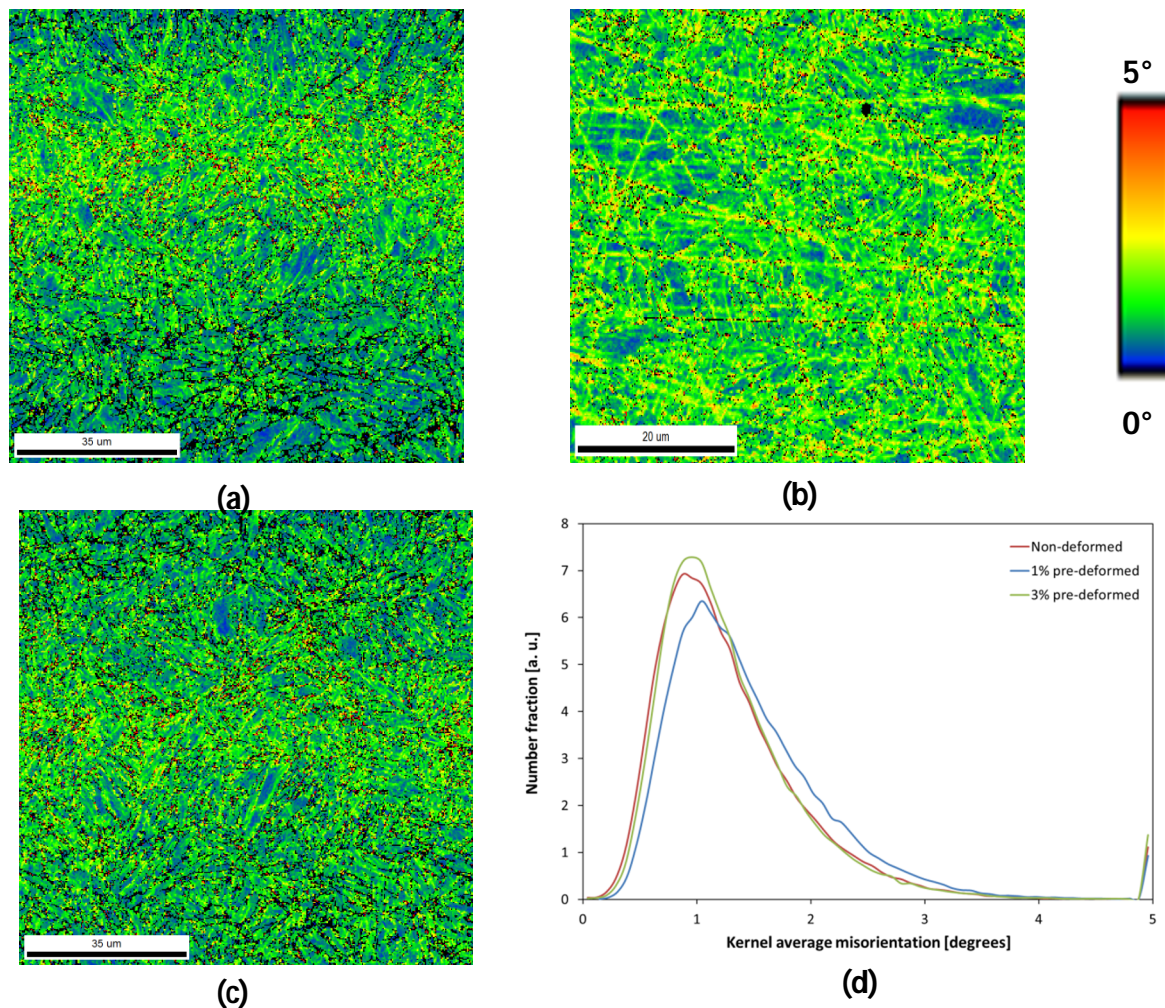 5°
0°
35 um
20 um
(a)
(b)
35 um
(c)
8
7
6
5
4
3
2
1
0
Number fraction [a. u.]
Non-deformed
1% pre-deformed
3% pre-deformed
0 1 2 3 4 5
Kernel average misorientation [degrees]
(d)